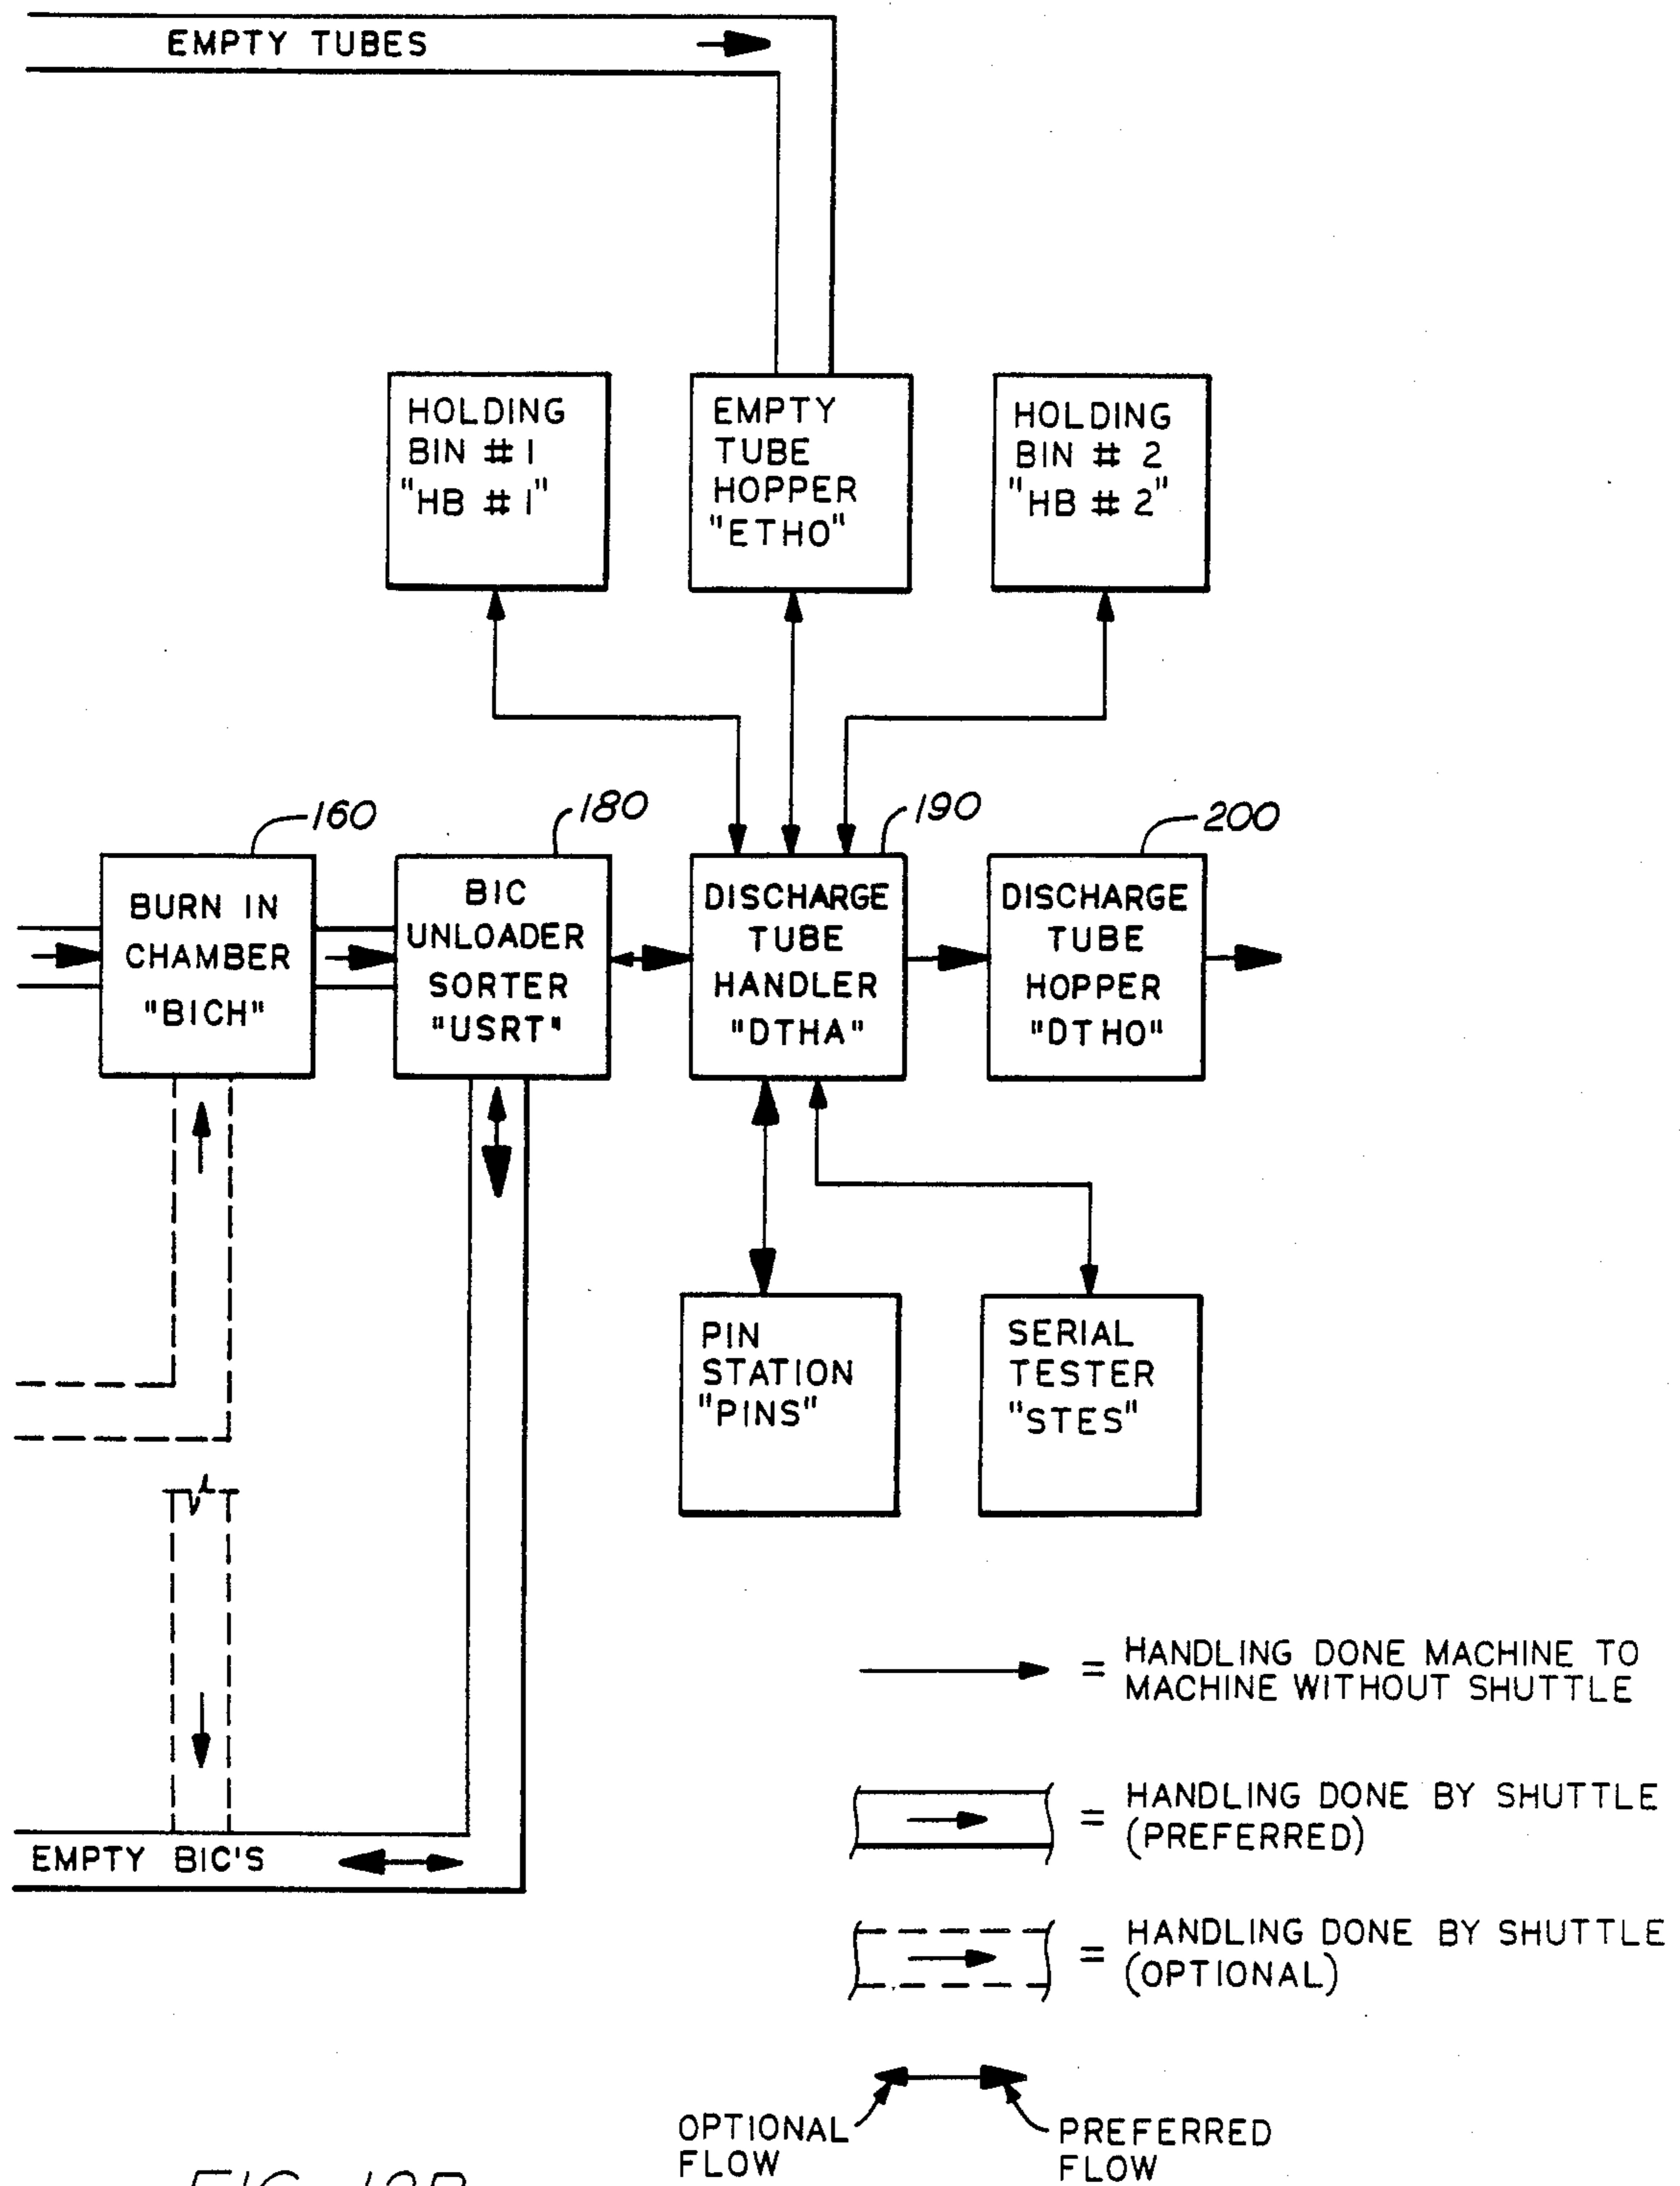 EMPTY TUBES
HOLDING
BIN # 1
"HB # 1"
EMPTY
TUBE
HOPPER
"ETHO"
HOLDING
BIN # 2
"HB # 2"
160
180
190
200
BURN IN
CHAMBER
"BICH"
BIC
UNLOADER
SORTER
"USRT"
DISCHARGE
TUBE
HANDLER
"DTHA"
DISCHARGE
TUBE
HOPPER
"DTHO"
PIN
STATION
"PINS"
SERIAL
TESTER
"STES"
= HANDLING DONE MACHINE TO
MACHINE WITHOUT SHUTTLE
= HANDLING DONE BY SHUTTLE
(PREFERRED)
EMPTY BIC'S
= HANDLING DONE BY SHUTTLE
(OPTIONAL)
OPTIONAL
FLOW
PREFERRED
FLOW